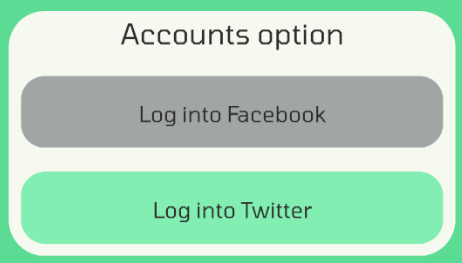 Accounts option
Log into Facebook
Log into Twitter